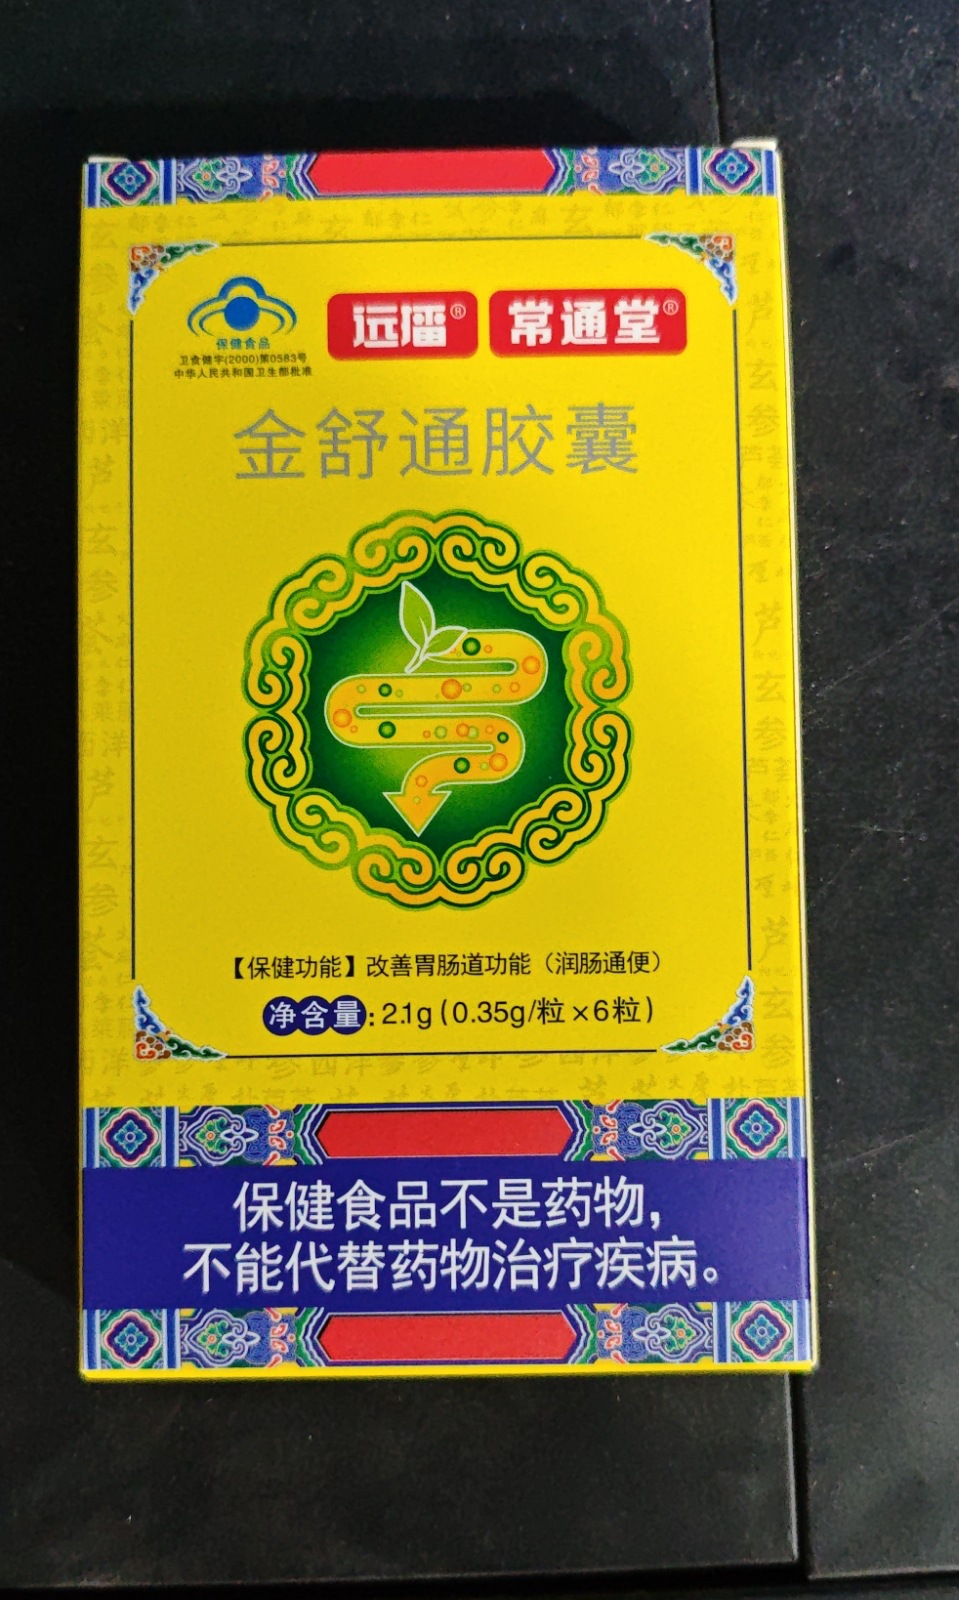 保健食品
卫食健字(2000)第0583号
中华人民共和国卫生部批准
远播® 常通堂®
金舒通胶囊
【保健功能】改善胃肠道功能（润肠通便）
净含量:2.1g(0.35g/粒×6粒)
保健食品不是药物，
不能代替药物治疗疾病。